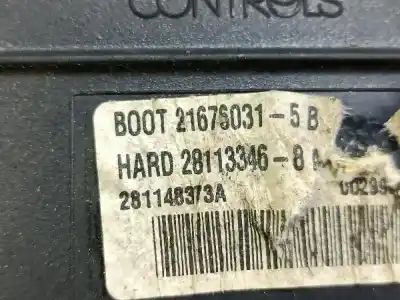 CONTROLS
BOOT 21676031-5 B
HARD 28113346-8
281148373A